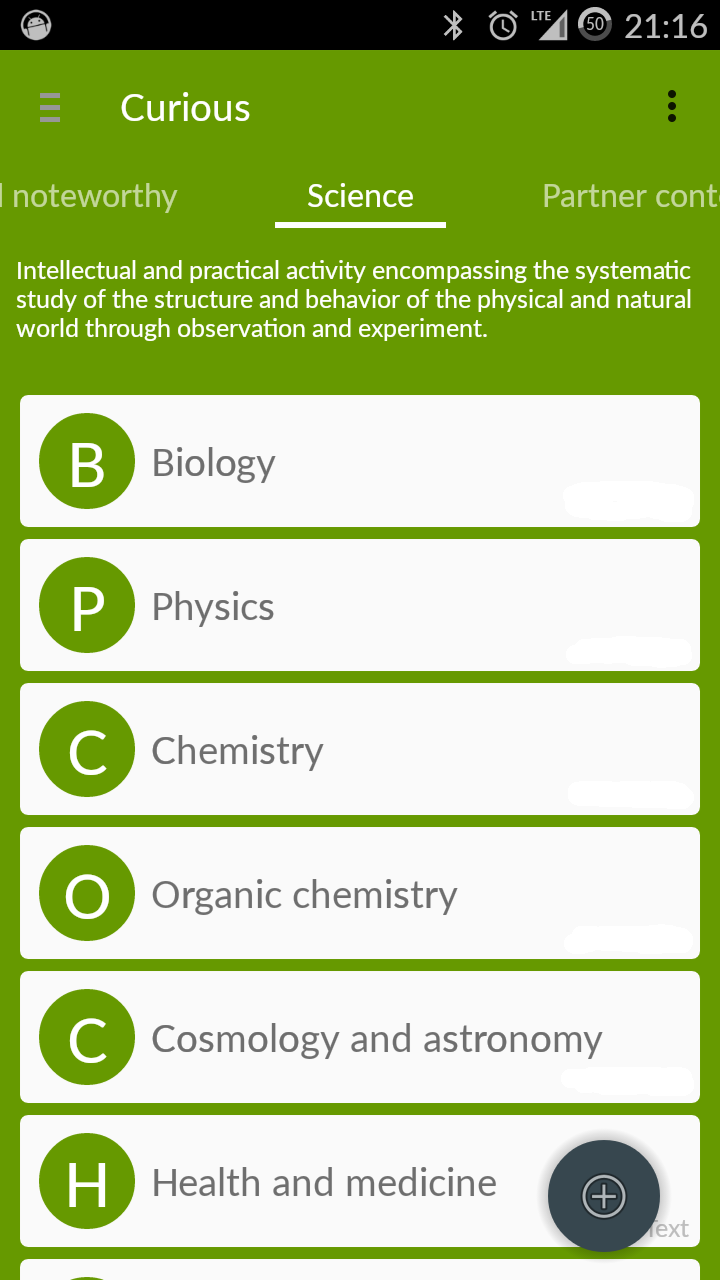 LTE 50 21:16
Curious
noteworthy Science Partner
Intellectual and practical activity encompassing the systematic
study of the structure and behavior of the physical and natural
world through observation and experiment.
B Biology
P Physics
C Chemistry
O Organic chemistry
C Cosmology and astronomy
H Health and medicine
Text